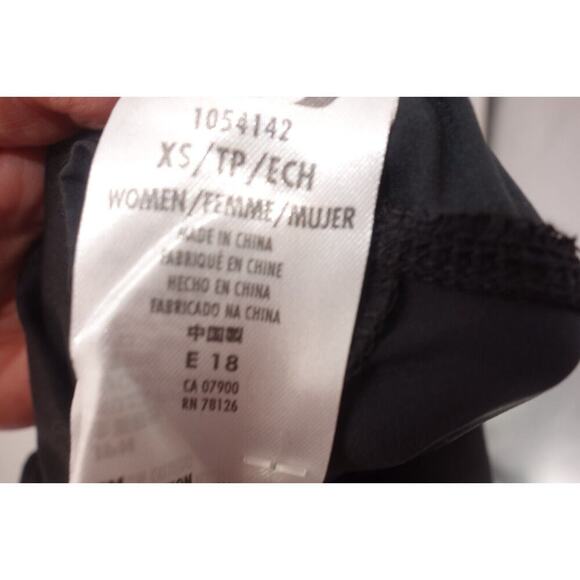 1054142
XS/TP/ECH
WOMEN/FEMME/MUJER
MADE IN CHINA
FABRIQUÉ EN CHINE
HECHO EN CHINA
FABRICADO NA CHINA
中国製
E 18
CA 07900
RN 78126